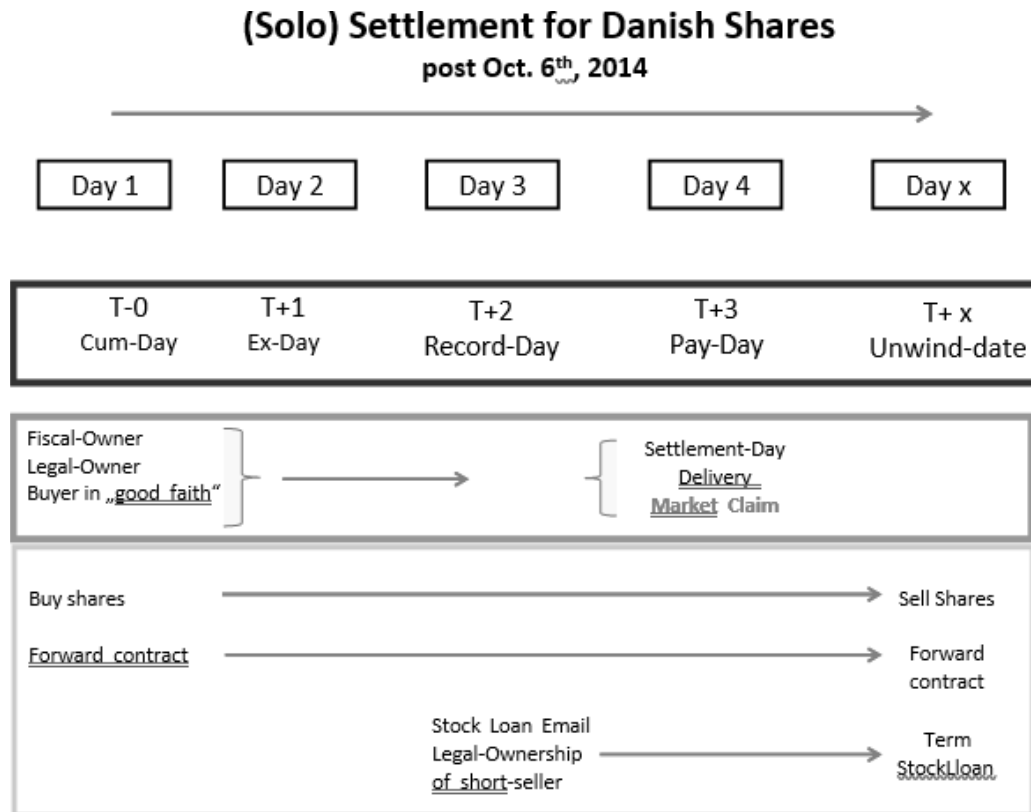 (Solo) Settlement for Danish Shares
post Oct. 6th, 2014
Day 1
Day 2
Day 3
Day 4
Day x
T-0
Cum-Day
T+1
Ex-Day
T+2
Record-Day
T+3
Pay-Day
T+ x
Unwind-date
Fiscal-Owner
Legal-Owner
Buyer in „good faith“
Settlement-Day
Delivery
Market Claim
Buy shares
Sell Shares
Forward contract
Forward
contract
Stock Loan Email
Legal-Ownership
of short-seller
Term
StockLloan